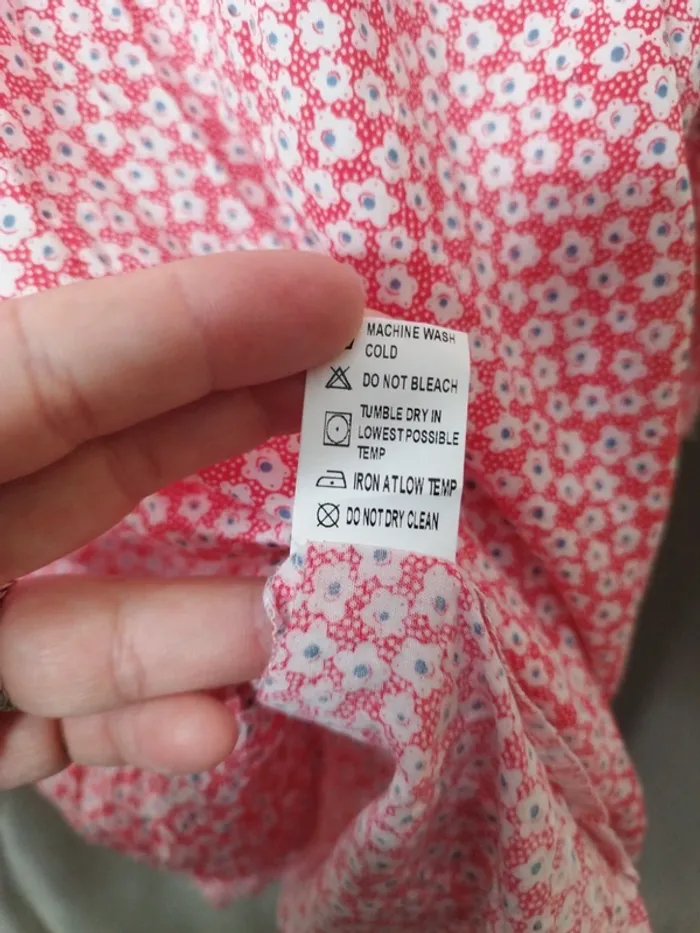 MACHINE WASH
COLD
DO NOT BLEACH
TUMBLE DRY IN
LOWEST POSSIBLE
TEMP
IRON AT LOW TEMP
DO NOT DRY CLEAN